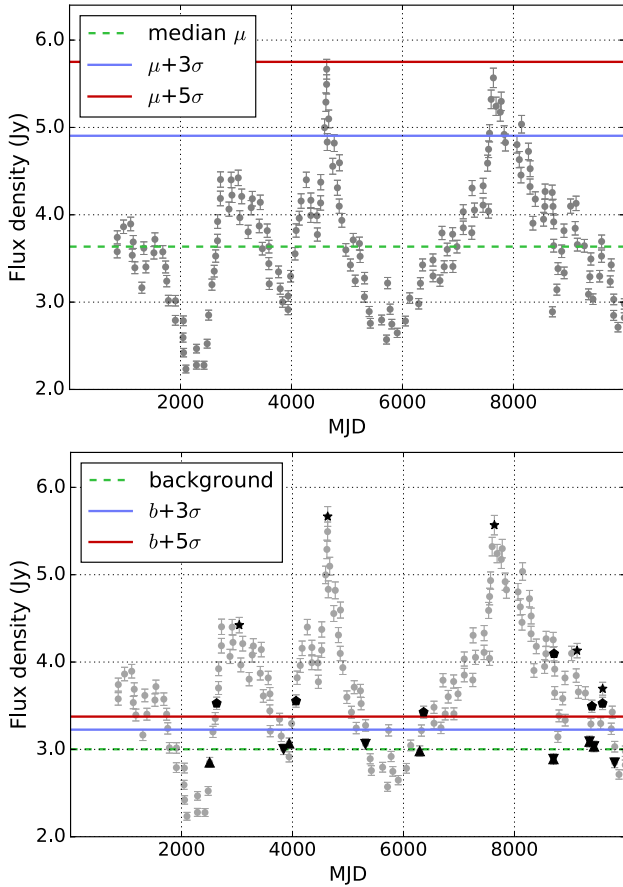 median μ
μ+3σ
μ+5σ
Flux density (Jy)
6.0
5.0
4.0
3.0
2.0
2000
4000
6000
8000
MJD
background
b+3σ
b+5σ
Flux density (Jy)
6.0
5.0
4.0
3.0
2.0
2000
4000
6000
8000
MJD